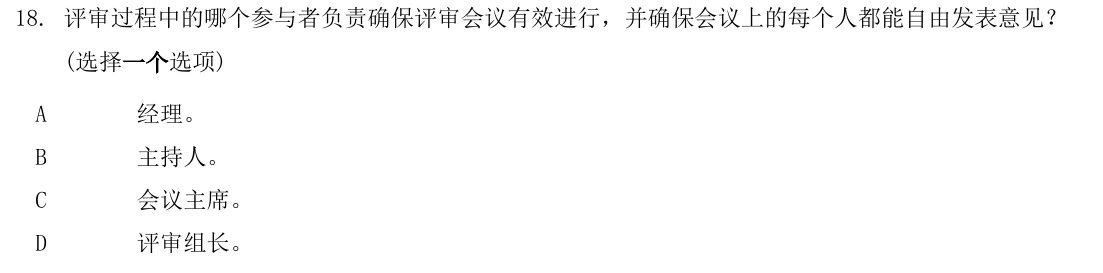 18. 评审过程中的哪个参与者负责确保评审会议有效进行，并确保会议上的每个人都能自由发表意见？
(选择一个选项)
A 经理。
B 主持人。
C 会议主席。
D 评审组长。